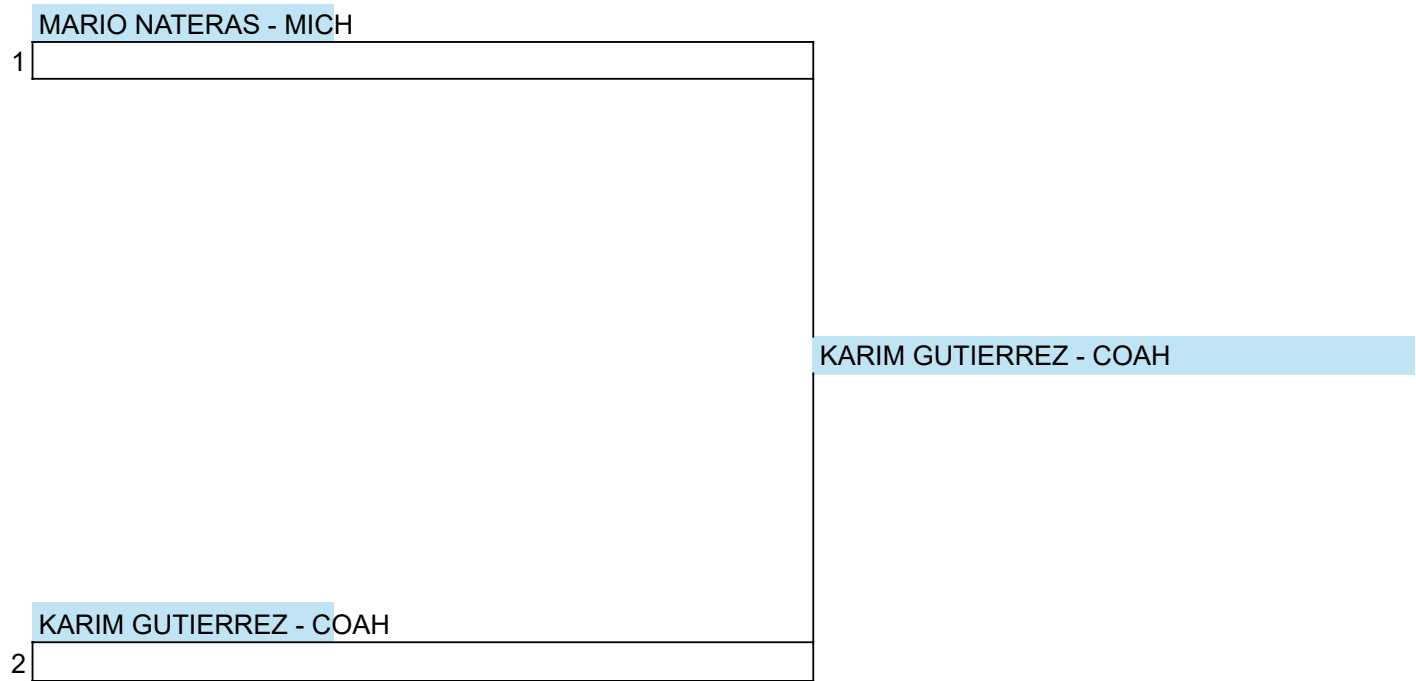 MARIO NATERAS - MICH
1
KARIM GUTIERREZ - COAH
KARIM GUTIERREZ - COAH
2